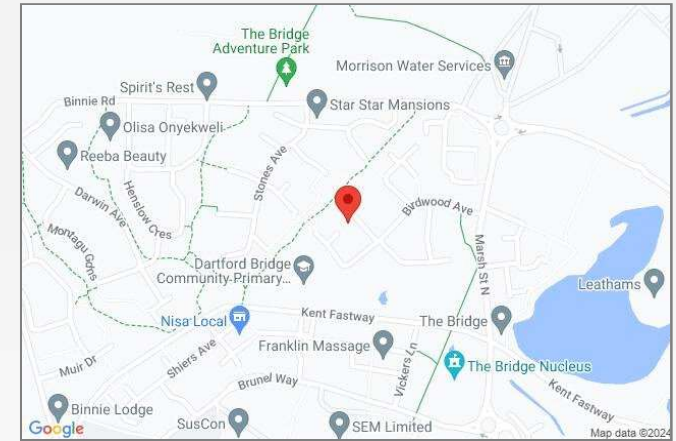 The Bridge
Adventure Park
Morrison Water Services
Spirit's Rest
Binnie Rd
Star Star Mansions
Olisa Onyekweli
Reeba Beauty
Stones Ave
Henslow Cres
Darwin Ave
Birdwood Ave
Montagu Gdns
Marsh St N
Dartford Bridge
Community Primary...
Leathams
Nisa Local
Kent Fastway
The Bridge
Shiers Ave
Franklin Massage
Vickers Ln
Muir Dr
The Bridge Nucleus
Brunel Way
Kent Fastway
Binnie Lodge
SusCon
SEM Limited
Google
Map data ©2024